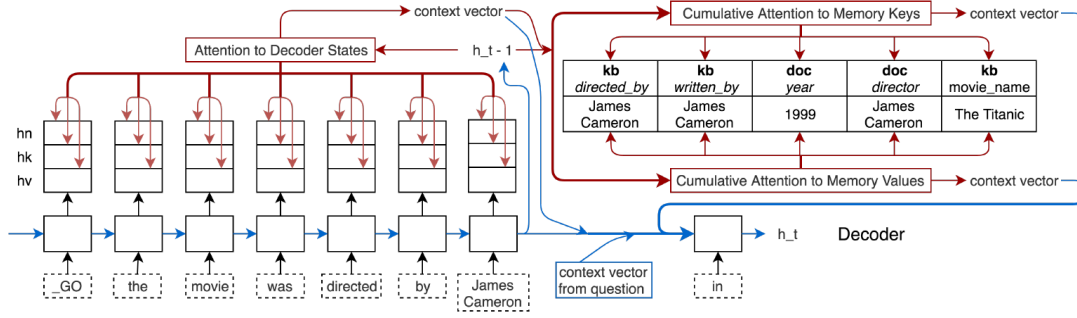 context vector
Cumulative Attention to Memory Keys
context vector
Attention to Decoder States
h_t - 1
kb
directed_by
kb
written_by
doc
year
doc
director
kb
movie_name
James
Cameron
James
Cameron
1999
James
Cameron
The Titanic
hn
hk
hv
Cumulative Attention to Memory Values
context vector
h_t
Decoder
context vector
from question
_GO
the
movie
was
directed
by
James
Cameron
in